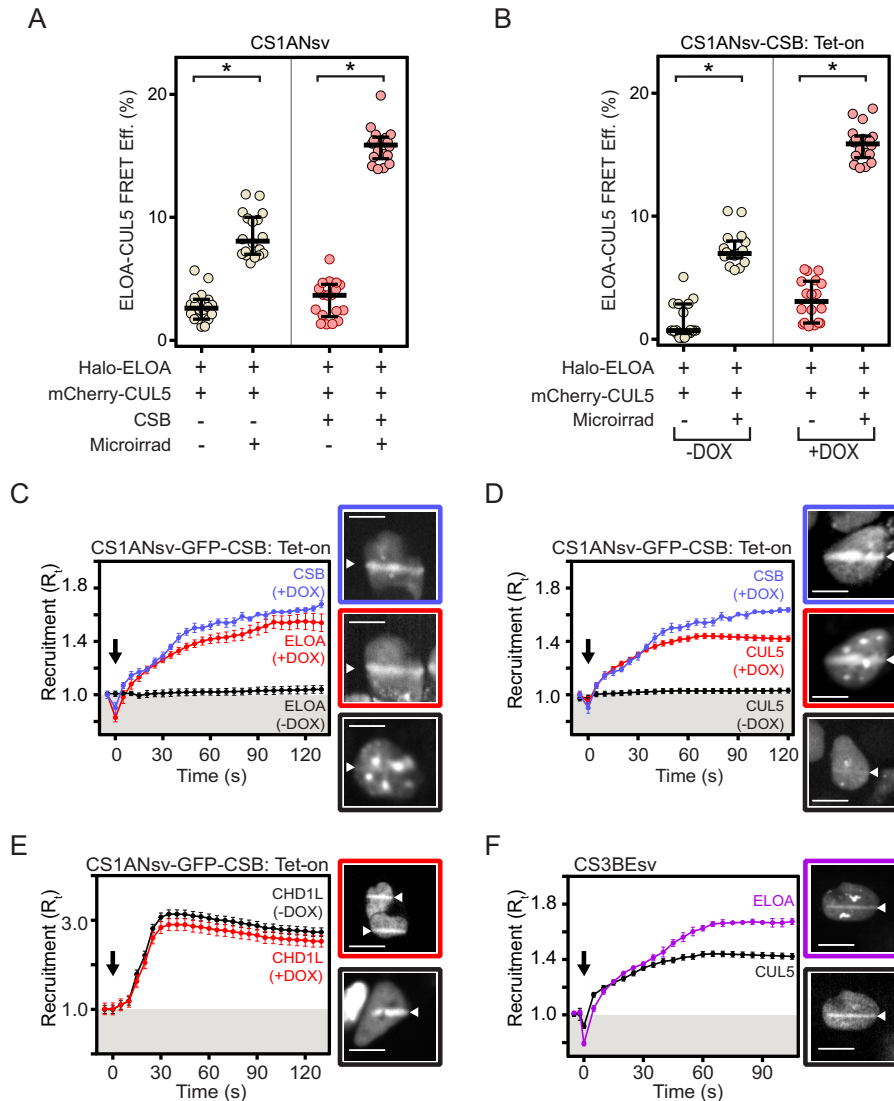 A
CS1ANsv
ELOA-CUL5 FRET Eff. (%)
20
10
0
* *
Halo-ELOA + + + +
mCherry-CUL5 + + + +
CSB - - + +
Microirrad - + - +
B
CS1ANsv-CSB: Tet-on
ELOA-CUL5 FRET Eff. (%)
20
10
0
* *
Halo-ELOA + + + +
mCherry-CUL5 + + + +
Microirrad - + - +
-DOX +DOX
C
CS1ANsv-GFP-CSB: Tet-on
Recruitment (Rt)
1.8
1.4
1.0
CSB
(+DOX)
ELOA
(+DOX)
ELOA
(-DOX)
0 30 60 90 120
Time (s)
D
CS1ANsv-GFP-CSB: Tet-on
Recruitment (Rt)
1.8
1.4
1.0
CSB
(+DOX)
CUL5
(+DOX)
CUL5
(-DOX)
0 30 60 90 120
Time (s)
E
CS1ANsv-GFP-CSB: Tet-on
Recruitment (Rt)
3.0
1.0
CHD1L
(-DOX)
CHD1L
(+DOX)
0 30 60 90 120
Time (s)
F
CS3BEsv
Recruitment (Rt)
1.8
1.4
1.0
ELOA
CUL5
0 30 60 90
Time (s)